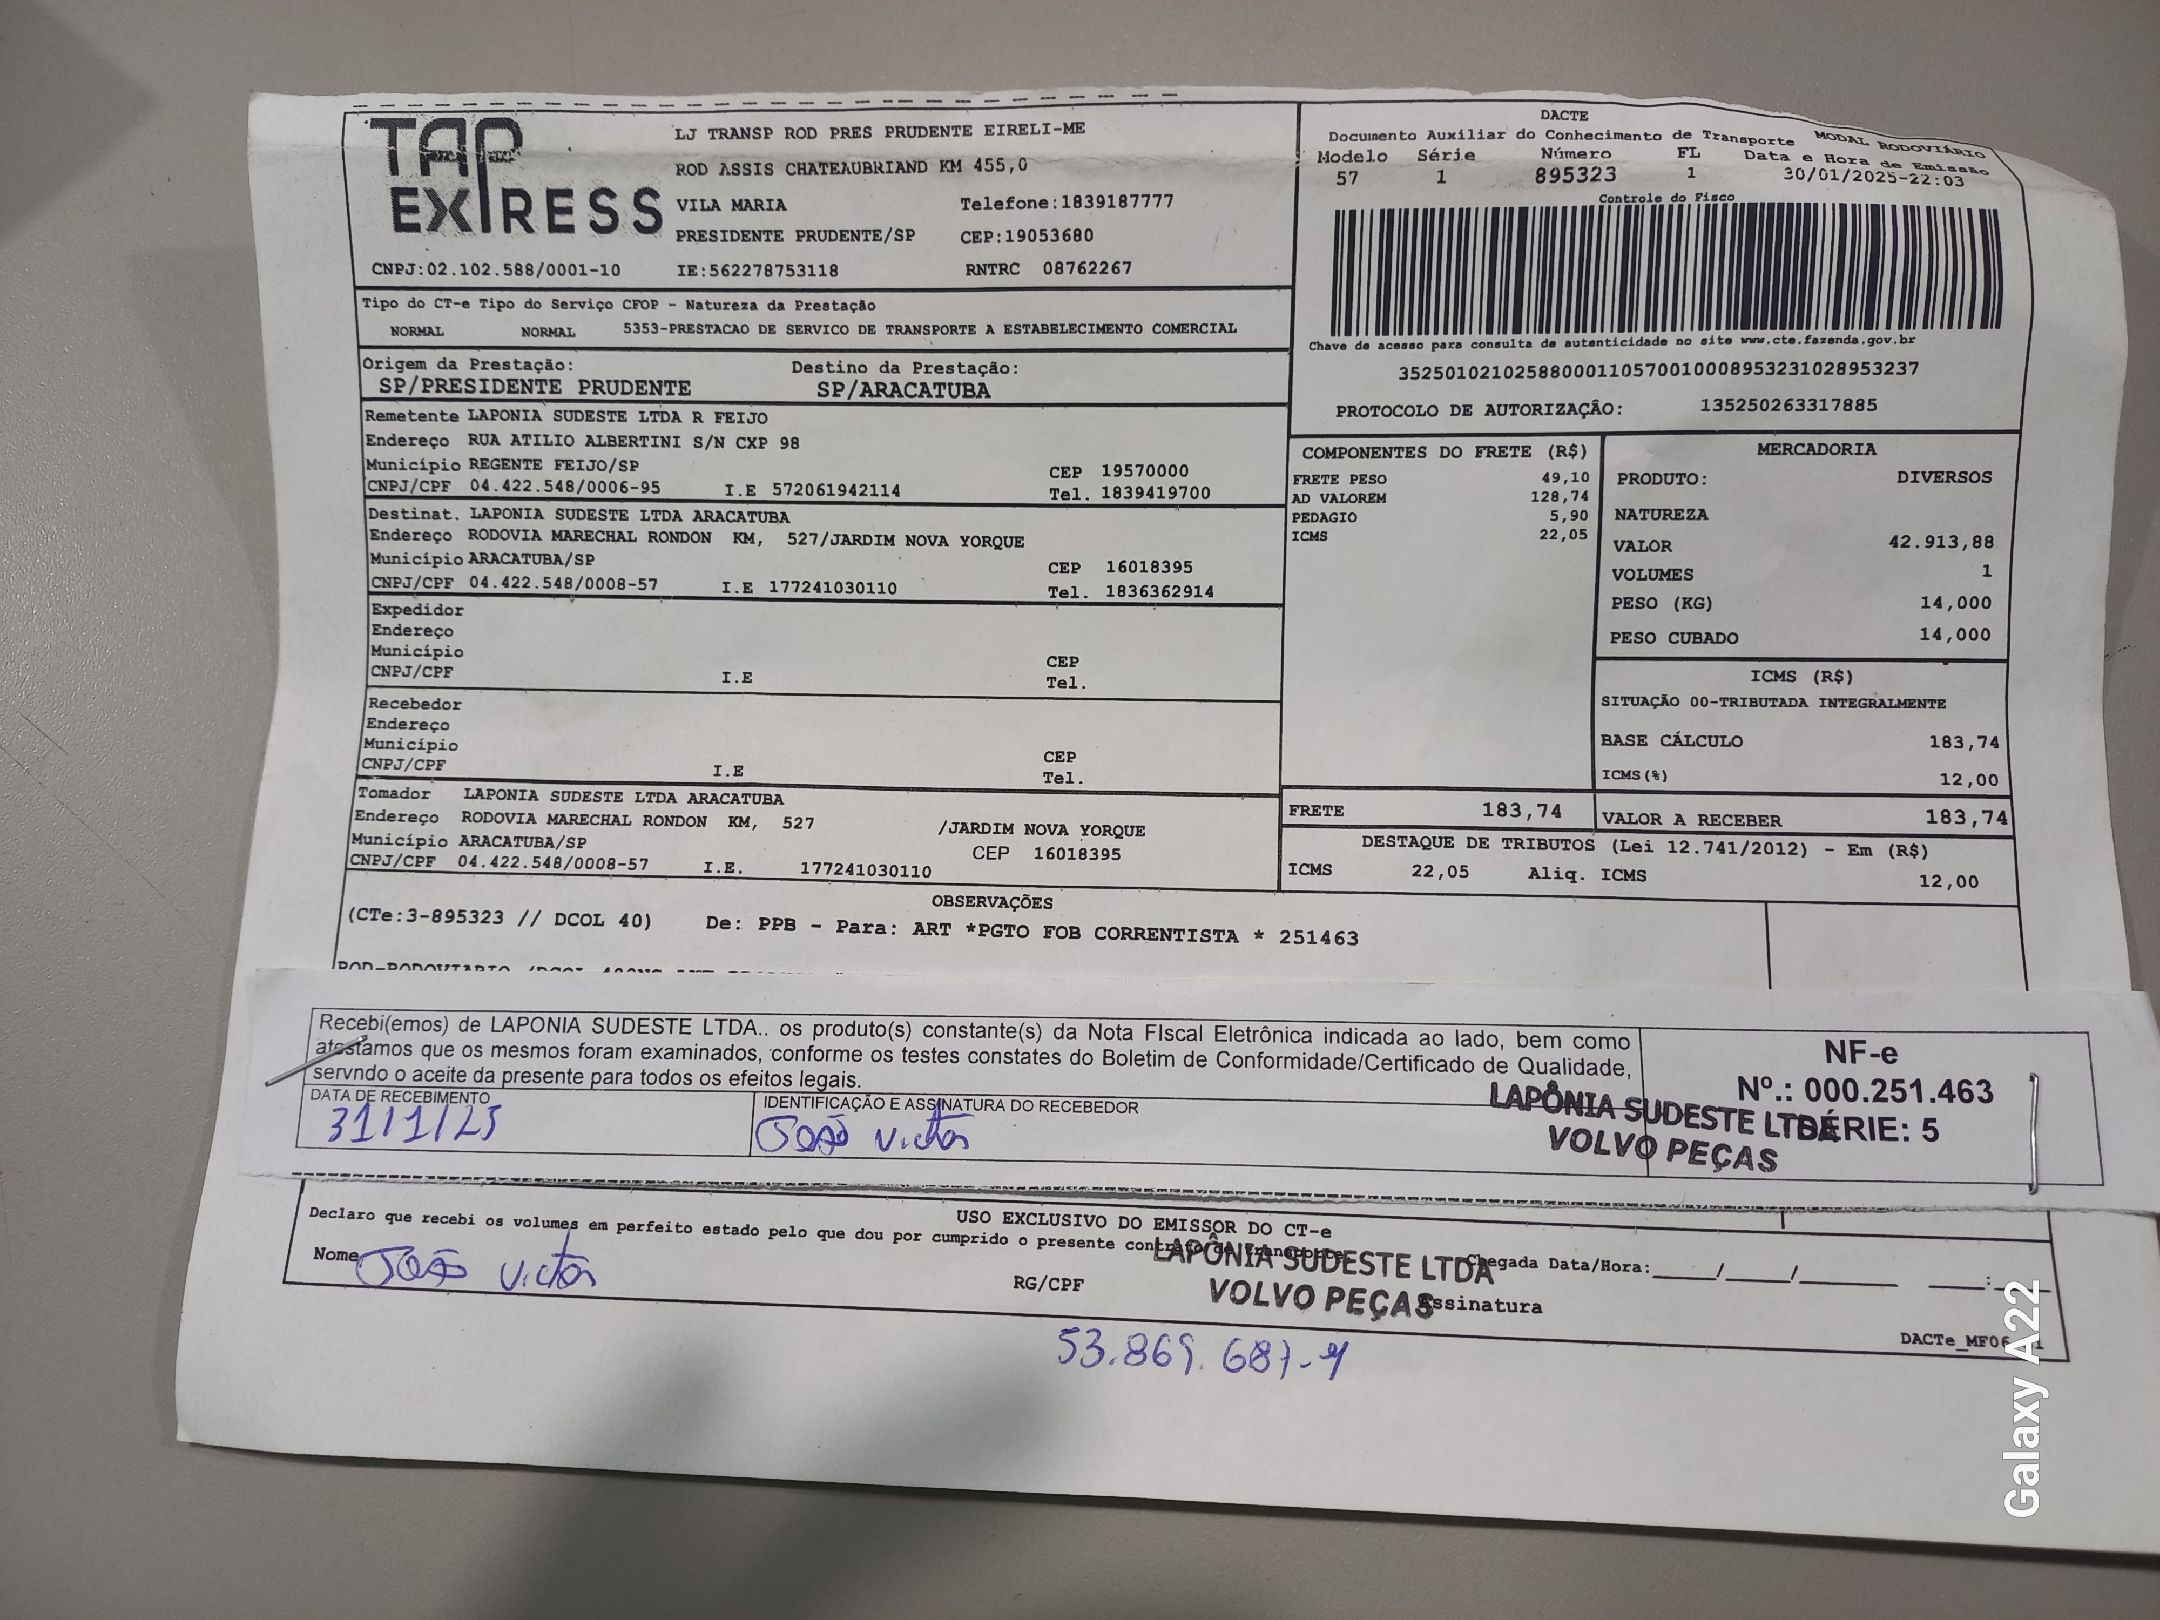 TAP EXPRESS
LJ TRANSP ROD PRES PRUDENTE EIRELI-ME
ROD ASSIS CHATEAUBRIAND KM 455,0
VILA MARIA Telefone:1839187777
PRESIDENTE PRUDENTE/SP CEP:19053680
CNPJ:02.102.588/0001-10 IE:562278753118 RNTRC 08762267
DACTE
Documento Auxiliar do Conhecimento de Transporte MODAL RODOVIÁRIO
Modelo Série Número FL Data e Hora de Emissão
57 1 895323 1 30/01/2025-22:03
Controle do Fisco
Chave de acesso para consulta de autenticidade no site www.cte.fazenda.gov.br
35250102102588000110570010008953231028953237
PROTOCOLO DE AUTORIZAÇÂO: 135250263317885
Tipo do CT-e Tipo do Serviço CFOP - Natureza da Prestação
NORMAL NORMAL 5353-PRESTACAO DE SERVICO DE TRANSPORTE A ESTABELECIMENTO COMERCIAL
Origem da Prestação: Destino da Prestação:
SP/PRESIDENTE PRUDENTE SP/ARACATUBA
Remetente LAPONIA SUDESTE LTDA R FEIJO
Endereço RUA ATILIO ALBERTINI S/N CXP 98
Município REGENTE FEIJO/SP CEP 19570000
CNPJ/CPF 04.422.548/0006-95 I.E 572061942114 Tel. 1839419700
Destinat. LAPONIA SUDESTE LTDA ARACATUBA
Endereço RODOVIA MARECHAL RONDON KM, 527/JARDIM NOVA YORQUE
Município ARACATUBA/SP CEP 16018395
CNPJ/CPF 04.422.548/0008-57 I.E 177241030110 Tel. 1836362914
Expedidor
Endereço
Município CEP
CNPJ/CPF I.E Tel.
Recebedor
Endereço
Município CEP
CNPJ/CPF I.E Tel.
Tomador LAPONIA SUDESTE LTDA ARACATUBA
Endereço RODOVIA MARECHAL RONDON KM, 527 /JARDIM NOVA YORQUE
Município ARACATUBA/SP CEP 16018395
CNPJ/CPF 04.422.548/0008-57 I.E. 177241030110
COMPONENTES DO FRETE (R$)
FRETE PESO 49,10
AD VALOREM 128,74
PEDAGIO 5,90
ICMS 22,05
MERCADORIA
PRODUTO: DIVERSOS
NATUREZA
VALOR 42.913,88
VOLUMES 1
PESO (KG) 14,000
PESO CUBADO 14,000
ICMS (R$)
SITUAÇÃO 00-TRIBUTADA INTEGRALMENTE
BASE CÁLCULO 183,74
ICMS(%) 12,00
FRETE 183,74 VALOR A RECEBER 183,74
DESTAQUE DE TRIBUTOS (Lei 12.741/2012) - Em (R$)
ICMS 22,05 Aliq. ICMS 12,00
OBSERVAÇÕES
(CTe:3-895323 // DCOL 40) De: PPB - Para: ART *PGTO FOB CORRENTISTA * 251463
Recebi(emos) de LAPONIA SUDESTE LTDA.. os produto(s) constante(s) da Nota FIscal Eletrônica indicada ao lado, bem como
atestamos que os mesmos foram examinados, conforme os testes constates do Boletim de Conformidade/Certificado de Qualidade,
servndo o aceite da presente para todos os efeitos legais.
DATA DE RECEBIMENTO IDENTIFICAÇÃO E ASSINATURA DO RECEBEDOR
31/1/25 João Victor
NF-e
Nº.: 000.251.463
SÉRIE: 5
LAPÔNIA SUDESTE LTDA
VOLVO PEÇAS
USO EXCLUSIVO DO EMISSOR DO CT-e
Declaro que recebi os volumes em perfeito estado pelo que dou por cumprido o presente contrato de transporte
Nome João Victor RG/CPF Chegada Data/Hora:____/____/______ ____:____
Assinatura
LAPÔNIA SUDESTE LTDA
VOLVO PEÇAS
DACTe_MF06
Galaxy A22